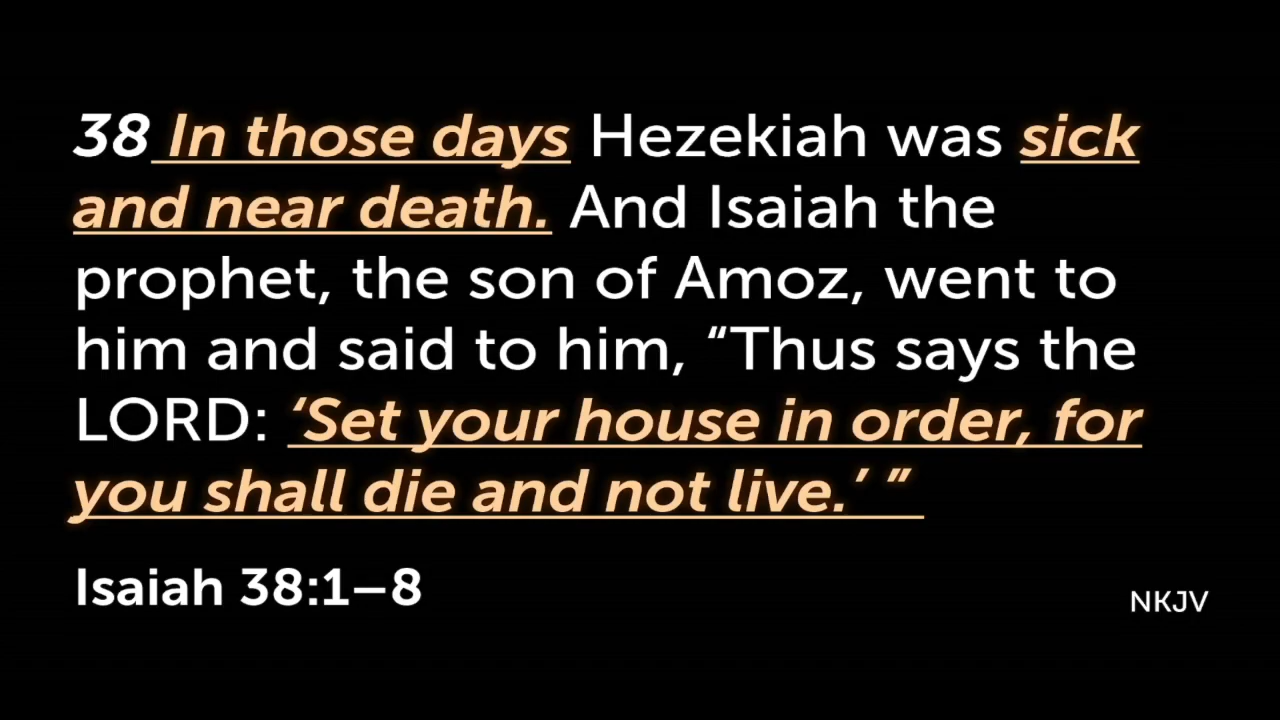 38 In those days Hezekiah was sick
and near death. And Isaiah the
prophet, the son of Amoz, went to
him and said to him, “Thus says the
LORD: ‘Set your house in order, for
you shall die and not live.’ ”
Isaiah 38:1–8
NKJV